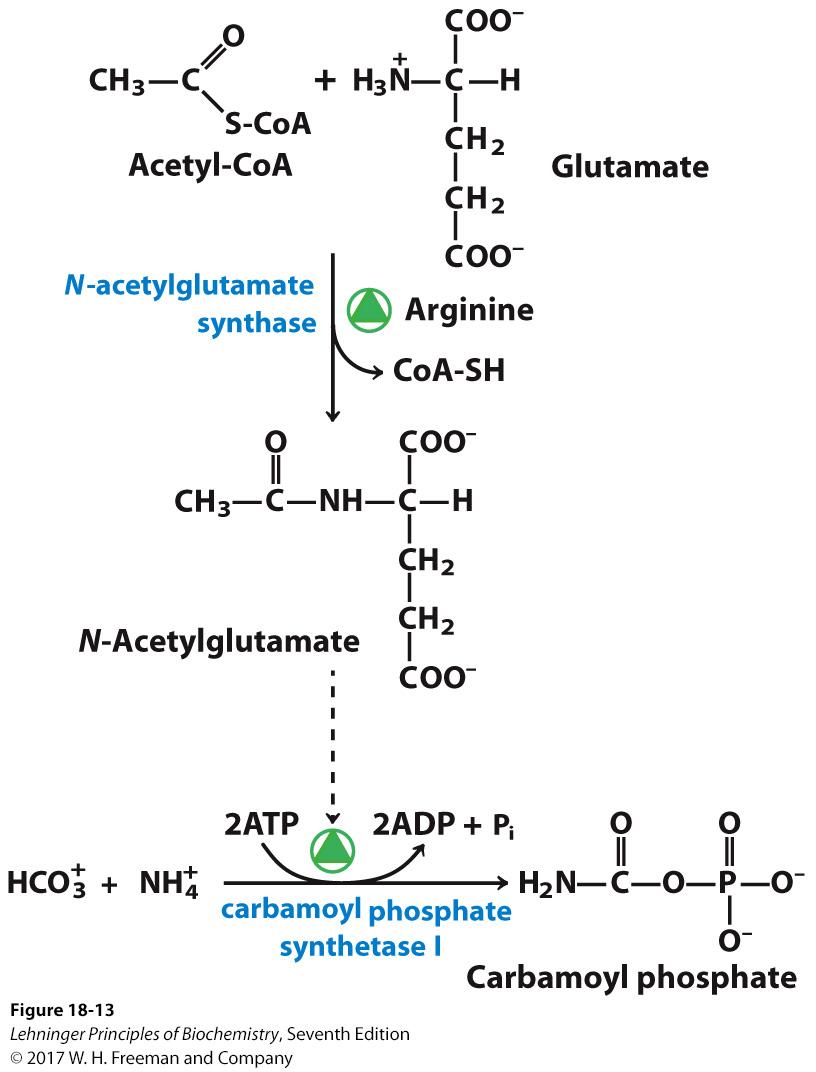 O
CH₃—C
S-CoA
Acetyl-CoA
+
COO⁻
H₃N⁺—C—H
CH₂
CH₂
COO⁻
Glutamate
N-acetylglutamate
synthase
Arginine
CoA-SH
O
COO⁻
CH₃—C—NH—C—H
CH₂
CH₂
COO⁻
N-Acetylglutamate
2ATP
2ADP + Pᵢ
HCO₃⁺ + NH₄⁺
carbamoyl phosphate
synthetase I
O
O
H₂N—C—O—P—O⁻
O⁻
Carbamoyl phosphate
Figure 18-13
Lehninger Principles of Biochemistry, Seventh Edition
© 2017 W. H. Freeman and Company